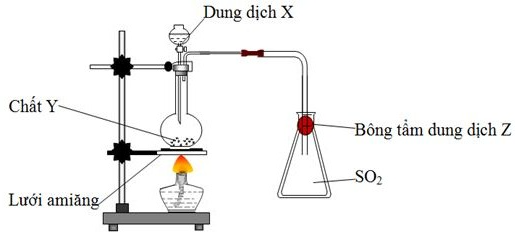 Dung dịch X
Chất Y
Bông tẩm dung dịch Z
SO₂
Lưới amiăng